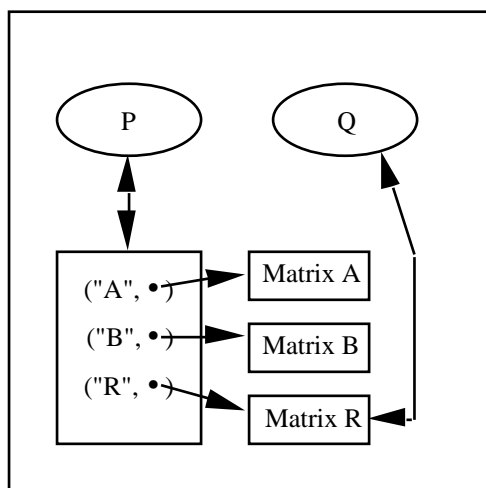 P
Q
("A", •)
Matrix A
("B", •)
Matrix B
("R", •)
Matrix R